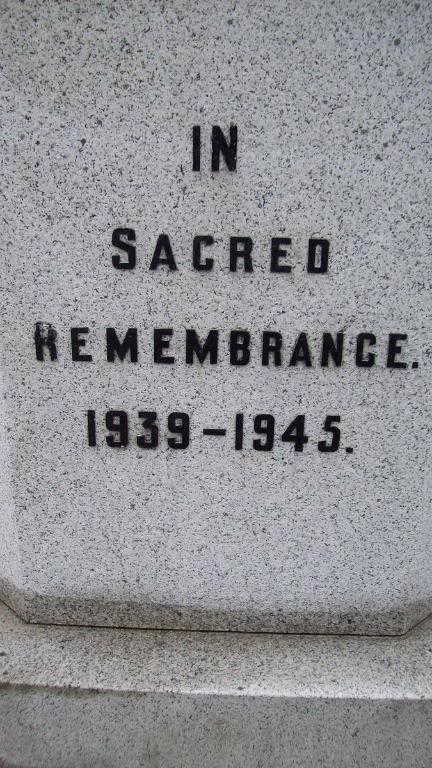 IN
SACRED
REMEMBRANCE.
1939-1945.